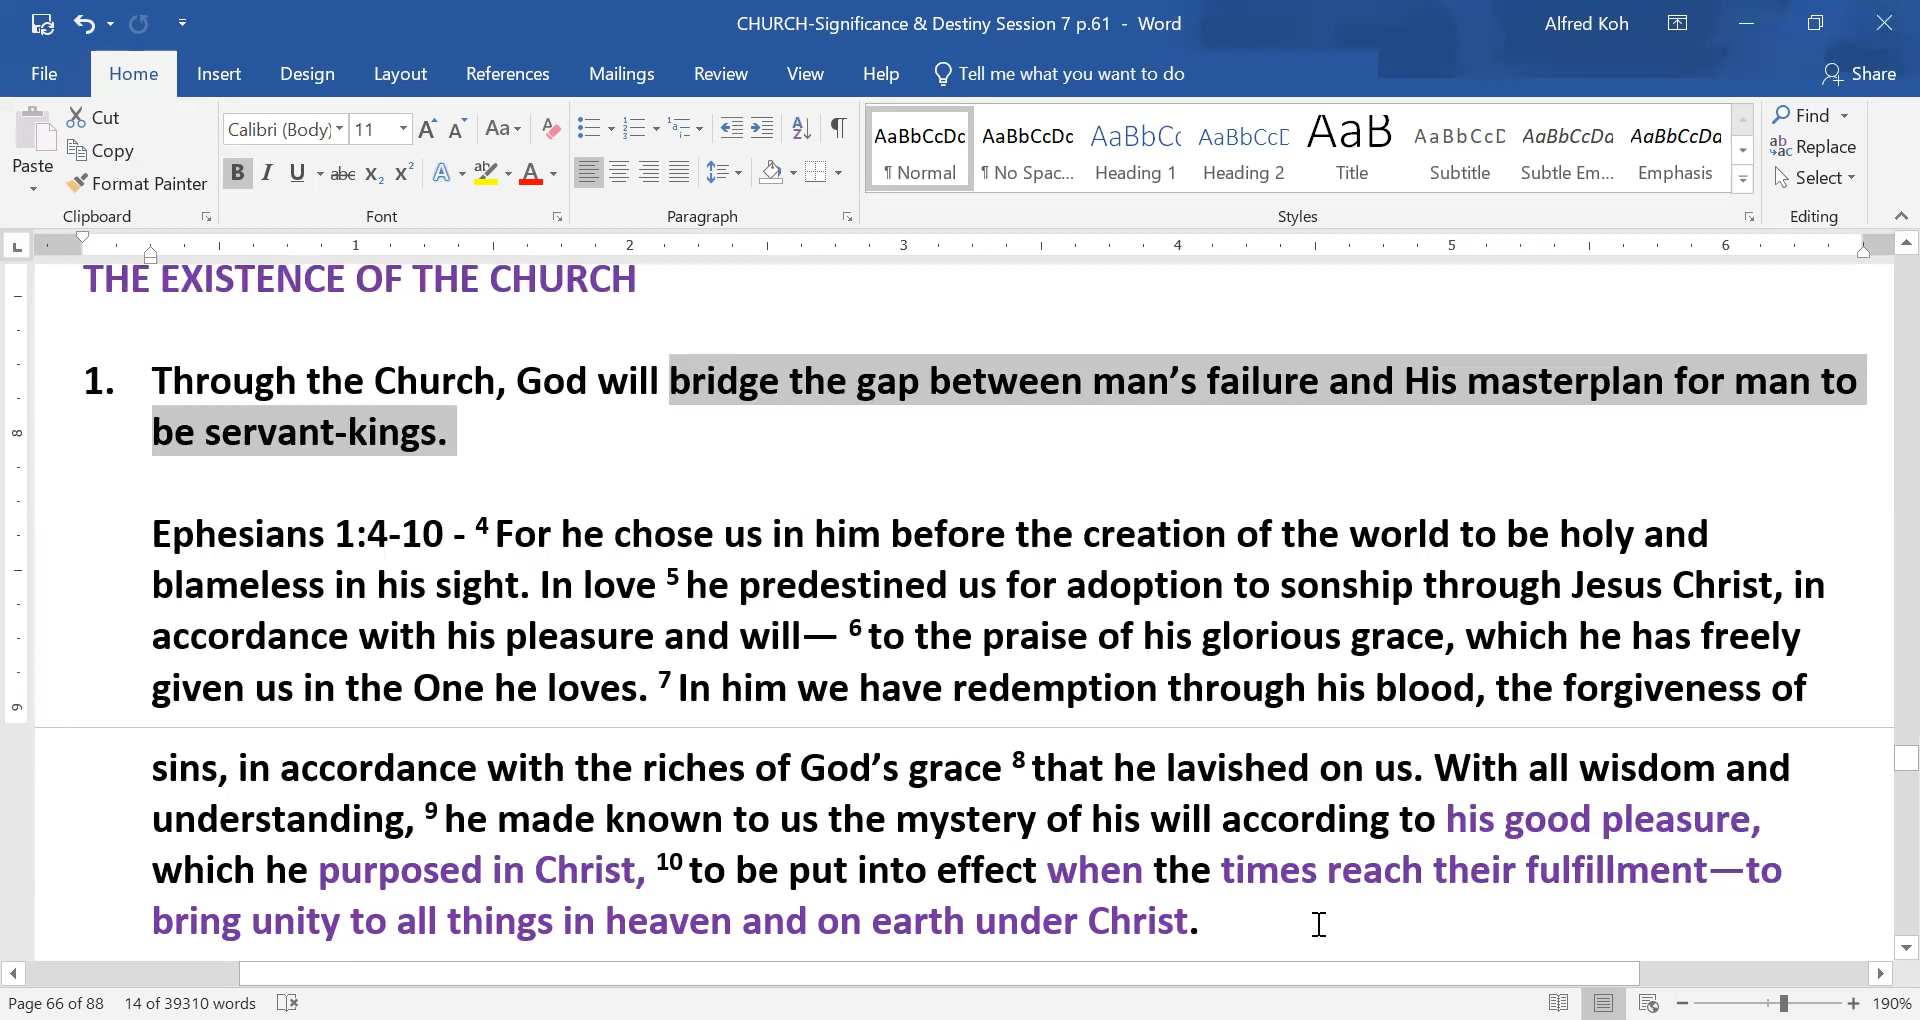 CHURCH-Significance & Destiny Session 7 p.61 - Word
Alfred Koh
File Home Insert Design Layout References Mailings Review View Help Tell me what you want to do Share
Paste
Cut
Copy
Format Painter
Clipboard
Calibri (Body) 11
Font
Paragraph
AaBbCcDc AaBbCcDc AaBbCc AaBbCcD AaB AaBbCcD AaBbCcDa AaBbCcDa
¶ Normal ¶ No Spac... Heading 1 Heading 2 Title Subtitle Subtle Em... Emphasis
Styles
Find
Replace
Select
Editing
1 2 3 4 5 6
THE EXISTENCE OF THE CHURCH
1. Through the Church, God will bridge the gap between man’s failure and His masterplan for man to
be servant-kings.
Ephesians 1:4-10 - ⁴ For he chose us in him before the creation of the world to be holy and
blameless in his sight. In love ⁵ he predestined us for adoption to sonship through Jesus Christ, in
accordance with his pleasure and will— ⁶ to the praise of his glorious grace, which he has freely
given us in the One he loves. ⁷ In him we have redemption through his blood, the forgiveness of
sins, in accordance with the riches of God’s grace ⁸ that he lavished on us. With all wisdom and
understanding, ⁹ he made known to us the mystery of his will according to his good pleasure,
which he purposed in Christ, ¹⁰ to be put into effect when the times reach their fulfillment—to
bring unity to all things in heaven and on earth under Christ.
8
9
Page 66 of 88 14 of 39310 words
190%